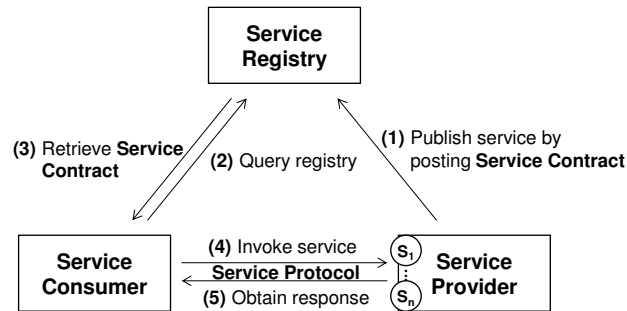 Service
Registry
(1) Publish service by
posting Service Contract
(3) Retrieve Service
Contract
(2) Query registry
Service
Consumer
(4) Invoke service
Service Protocol
(5) Obtain response
S1
⋮
Sn
Service
Provider